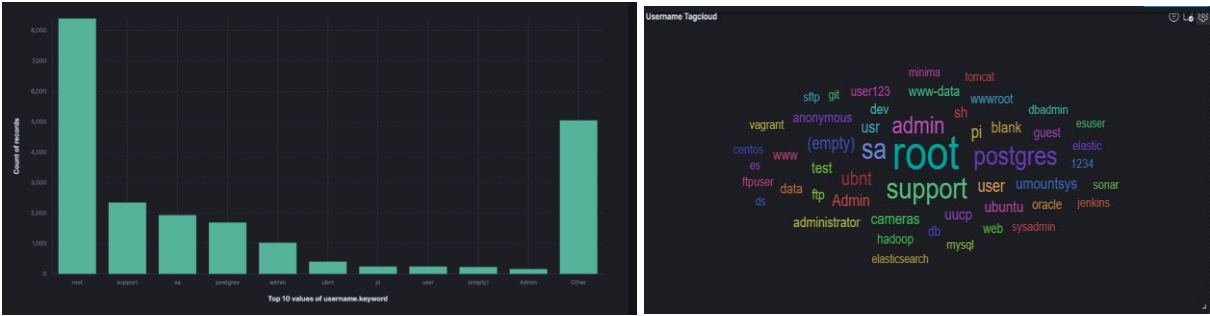 8,000
7,000
6,000
5,000
4,000
3,000
2,000
1,000
0
Count of records
root support sa postgres admin ubnt pi user (empty) Admin Other
Top 10 values of username.keyword
Username Tagcloud
minima
tomcat
sftp git user123 www-data wwwroot
dev sh dbadmin
vagrant anonymous usr admin pi blank guest esuser
centos www (empty) sa root postgres elastic
es test 1234
ftpuser data ftp ubnt support user umountsys sonar
ds Admin ubuntu oracle jenkins
administrator cameras uucp web sysadmin
hadoop db mysql
elasticsearch